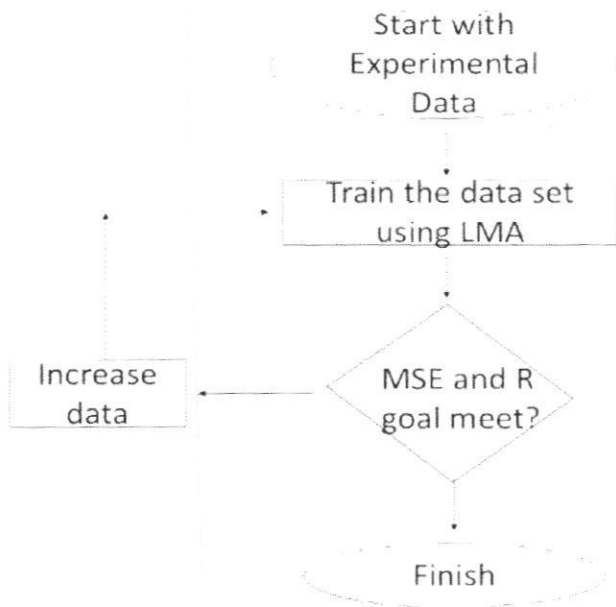 Start with
Experimental
Data
Train the data set
using LMA
MSE and R
goal meet?
Increase
data
Finish